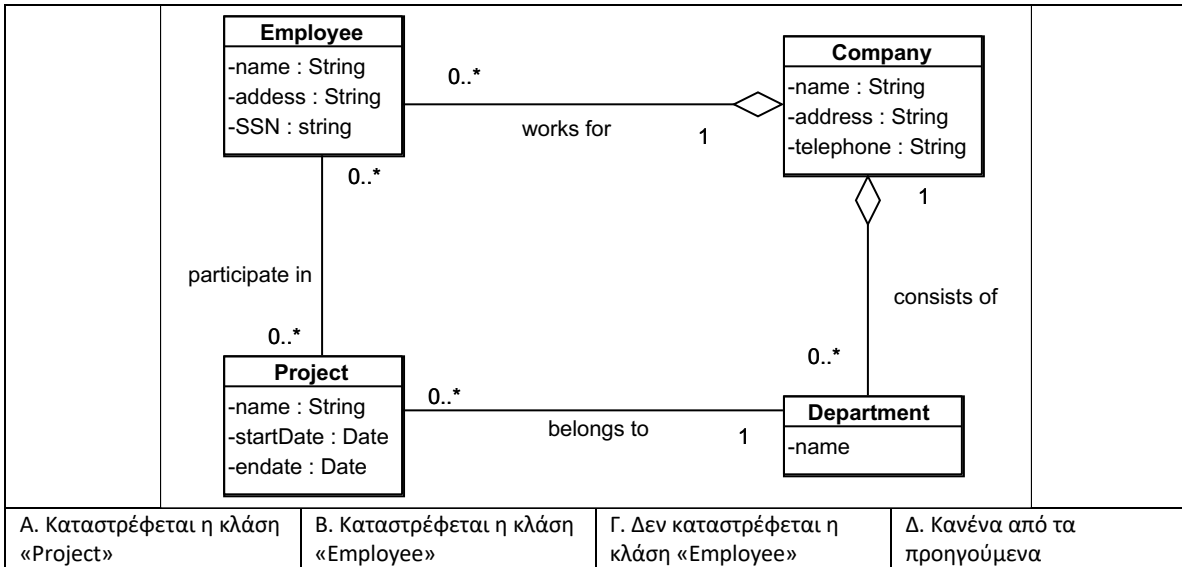 Employee
-name : String
-addess : String
-SSN : string
0..*
works for
1
Company
-name : String
-address : String
-telephone : String
0..*
participate in
0..*
1
consists of
0..*
Project
-name : String
-startDate : Date
-endate : Date
0..*
belongs to
1
Department
-name
Α. Καταστρέφεται η κλάση
«Project»
Β. Καταστρέφεται η κλάση
«Employee»
Γ. Δεν καταστρέφεται η
κλάση «Employee»
Δ. Κανένα από τα
προηγούμενα